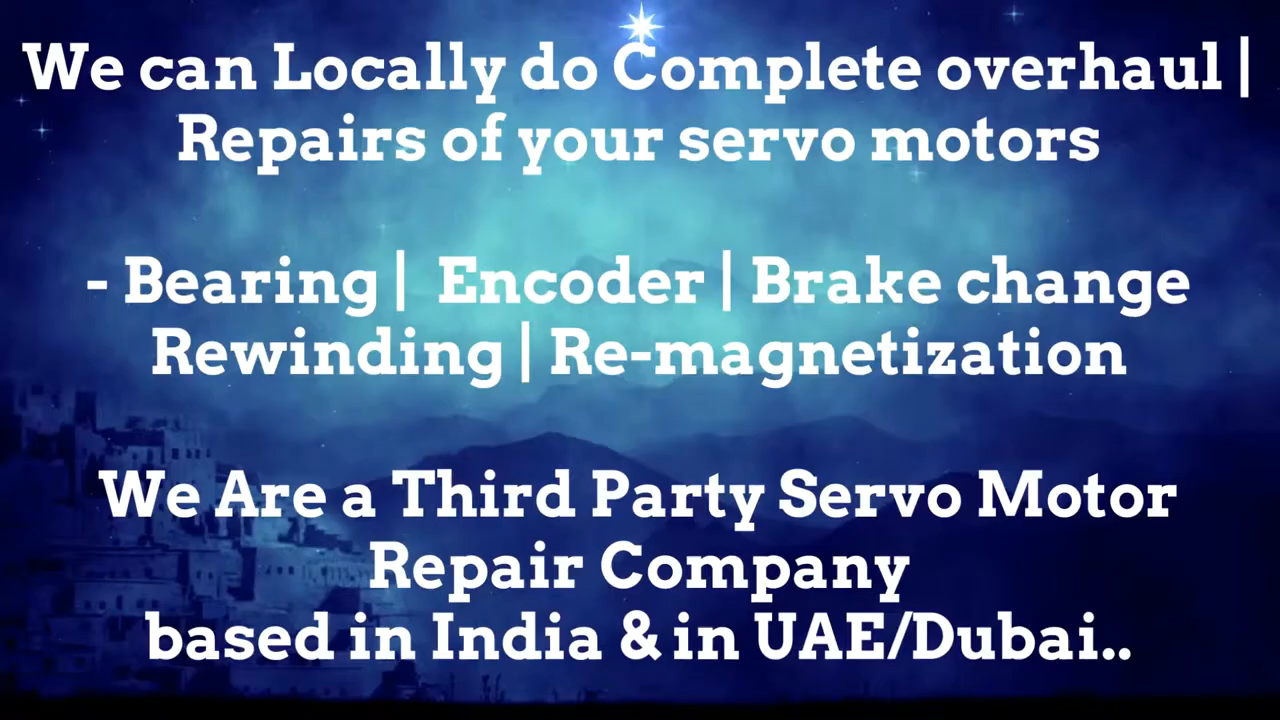 We can Locally do Complete overhaul |
Repairs of your servo motors
- Bearing | Encoder | Brake change
Rewinding | Re-magnetization
We Are a Third Party Servo Motor
Repair Company
based in India & in UAE/Dubai..